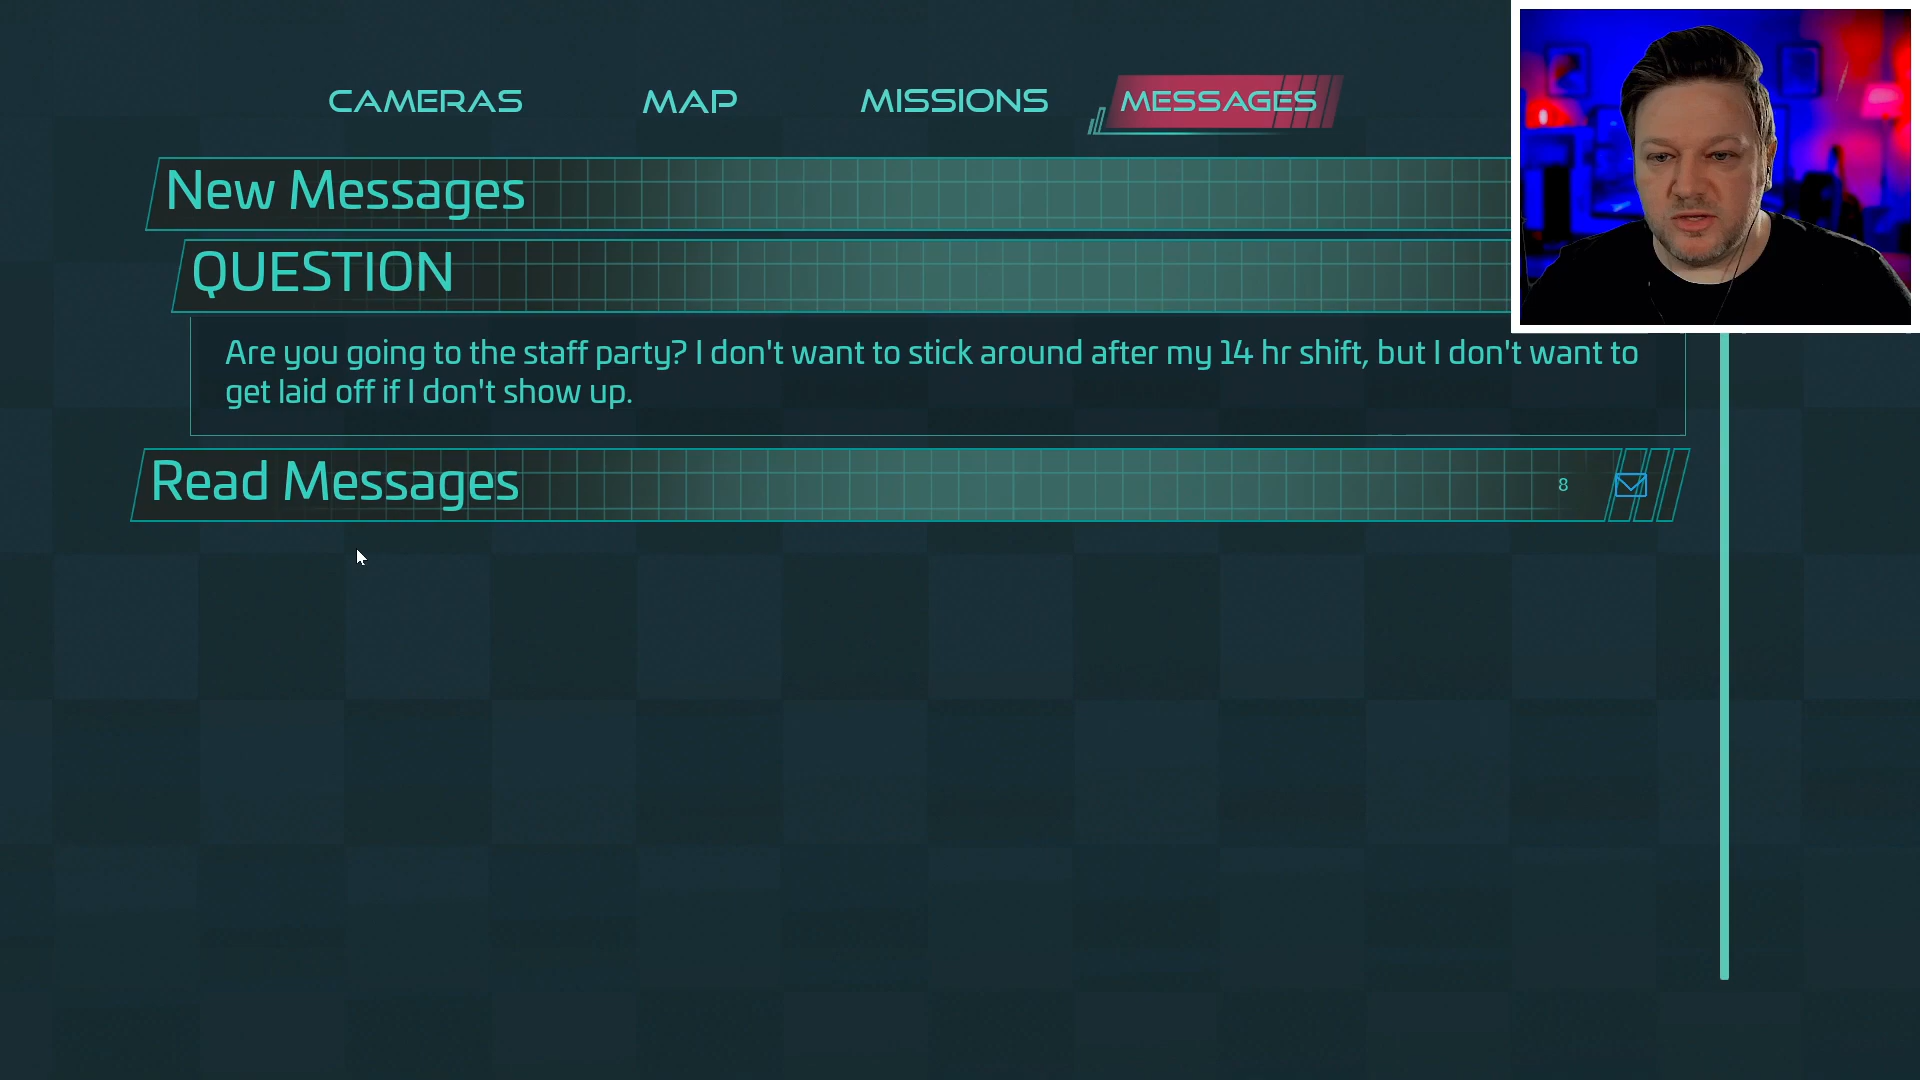 CAMERAS MAP MISSIONS MESSAGES
New Messages
QUESTION
Are you going to the staff party? I don't want to stick around after my 14 hr shift, but I don't want to
get laid off if I don't show up.
Read Messages 8